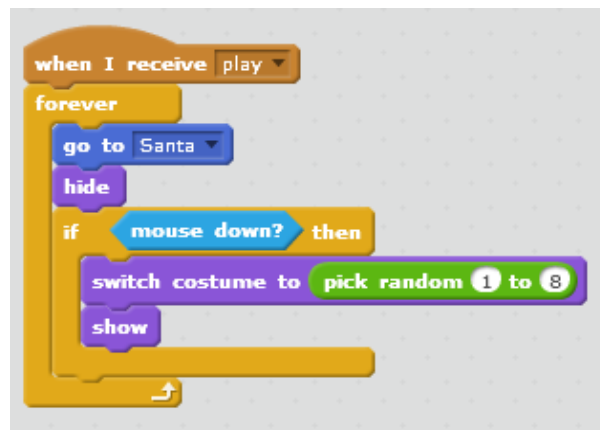 when I receive play
forever
go to Santa
hide
if mouse down? then
switch costume to pick random 1 to 8
show